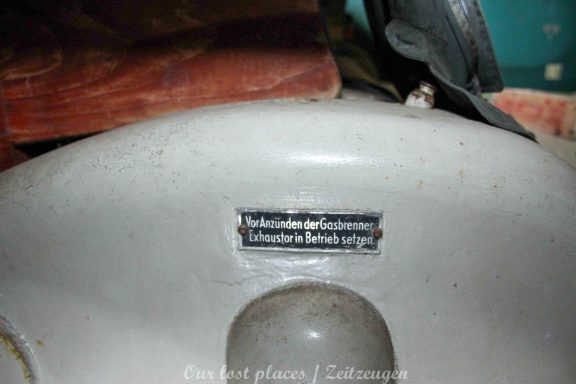 Vor Anzünden der Gasbrenner
Exhaustor in Betrieb setzen.
Our lost places / Zeitzeugen